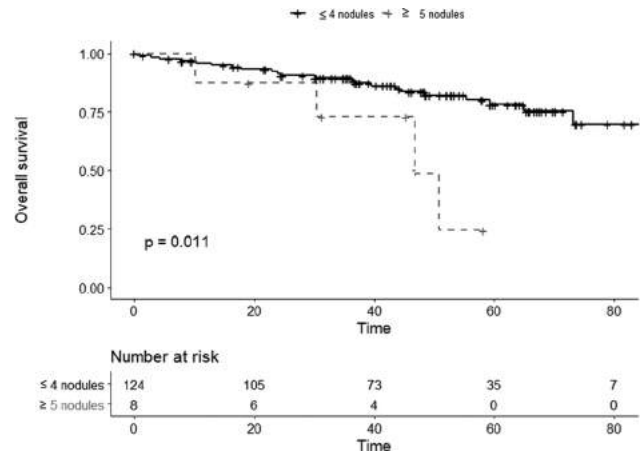 ≤ 4 nodules ≥ 5 nodules
1.00
0.75
0.50
0.25
0.00
Overall survival
p = 0.011
0 20 40 60 80
Time
Number at risk
≤ 4 nodules 124 105 73 35 7
≥ 5 nodules 8 6 4 0 0
0 20 40 60 80
Time